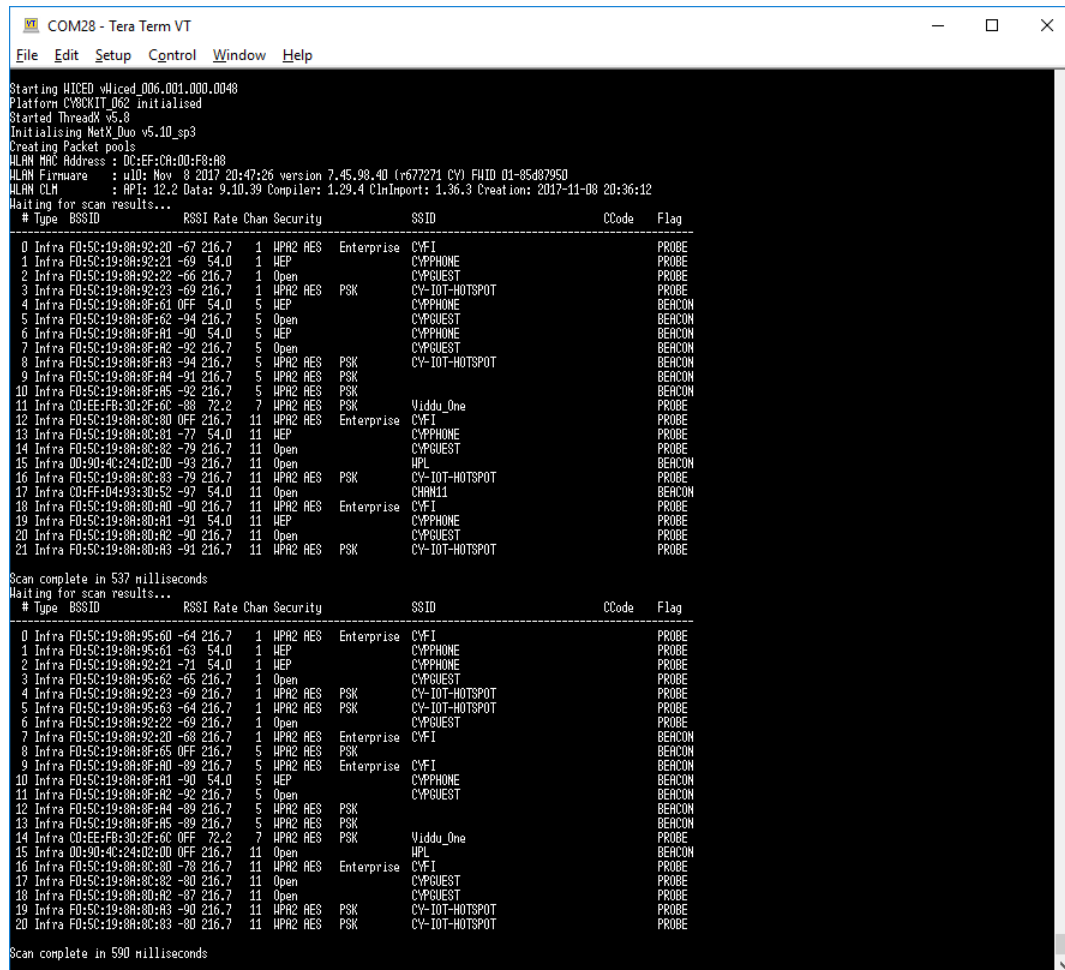 COM28 - Tera Term VT
File Edit Setup Control Window Help
Starting WICED vWiced_006.001.000.0048
Platform CY8CKIT_062 initialised
Started ThreadX v5.8
Initialising NetX_Duo v5.10_sp3
Creating Packet pools
WLAN MAC Address : DC:EF:CA:00:F8:A8
WLAN Firmware : wl0: Nov 8 2017 20:47:26 version 7.45.98.40 (r677271 CY) FWID 01-85d87950
WLAN CLM : API: 12.2 Data: 9.10.39 Compiler: 1.29.4 ClmImport: 1.36.3 Creation: 2017-11-08 20:36:12
Waiting for scan results...
# Type BSSID RSSI Rate Chan Security SSID CCode Flag
0 Infra F0:5C:19:8A:92:20 -67 216.7 1 WPA2 AES Enterprise CYFI PROBE
1 Infra F0:5C:19:8A:92:21 -69 54.0 1 WEP CYPPHONE PROBE
2 Infra F0:5C:19:8A:92:22 -66 216.7 1 Open CYPGUEST PROBE
3 Infra F0:5C:19:8A:92:23 -69 216.7 1 WPA2 AES PSK CY-IOT-HOTSPOT PROBE
4 Infra F0:5C:19:8A:8F:61 OFF 54.0 5 WEP CYPPHONE BEACON
5 Infra F0:5C:19:8A:8F:62 -94 216.7 5 Open CYPGUEST BEACON
6 Infra F0:5C:19:8A:8F:A1 -90 54.0 5 WEP CYPPHONE BEACON
7 Infra F0:5C:19:8A:8F:A2 -92 216.7 5 Open CYPGUEST BEACON
8 Infra F0:5C:19:8A:8F:A3 -94 216.7 5 WPA2 AES PSK CY-IOT-HOTSPOT BEACON
9 Infra F0:5C:19:8A:8F:A4 -91 216.7 5 WPA2 AES PSK BEACON
10 Infra F0:5C:19:8A:8F:A5 -92 216.7 5 WPA2 AES PSK BEACON
11 Infra C0:EE:FB:30:2F:6C -88 72.2 7 WPA2 AES PSK Viddu_One PROBE
12 Infra F0:5C:19:8A:8C:80 OFF 216.7 11 WPA2 AES Enterprise CYFI PROBE
13 Infra F0:5C:19:8A:8C:81 -77 54.0 11 WEP CYPPHONE PROBE
14 Infra F0:5C:19:8A:8C:82 -79 216.7 11 Open CYPGUEST PROBE
15 Infra 00:90:4C:24:02:00 -93 216.7 11 Open WPL BEACON
16 Infra F0:5C:19:8A:8C:83 -79 216.7 11 WPA2 AES PSK CY-IOT-HOTSPOT PROBE
17 Infra C0:FF:D4:93:3D:52 -97 54.0 11 Open CHAN11 BEACON
18 Infra F0:5C:19:8A:8D:A0 -90 216.7 11 WPA2 AES Enterprise CYFI PROBE
19 Infra F0:5C:19:8A:8D:A1 -91 54.0 11 WEP CYPPHONE PROBE
20 Infra F0:5C:19:8A:8D:A2 -90 216.7 11 Open CYPGUEST PROBE
21 Infra F0:5C:19:8A:8D:A3 -91 216.7 11 WPA2 AES PSK CY-IOT-HOTSPOT PROBE
Scan complete in 537 milliseconds
Waiting for scan results...
# Type BSSID RSSI Rate Chan Security SSID CCode Flag
0 Infra F0:5C:19:8A:95:60 -64 216.7 1 WPA2 AES Enterprise CYFI PROBE
1 Infra F0:5C:19:8A:95:61 -63 54.0 1 WEP CYPPHONE PROBE
2 Infra F0:5C:19:8A:92:21 -71 54.0 1 WEP CYPPHONE PROBE
3 Infra F0:5C:19:8A:95:62 -65 216.7 1 Open CYPGUEST PROBE
4 Infra F0:5C:19:8A:92:23 -69 216.7 1 WPA2 AES PSK CY-IOT-HOTSPOT PROBE
5 Infra F0:5C:19:8A:95:63 -64 216.7 1 WPA2 AES PSK CY-IOT-HOTSPOT PROBE
6 Infra F0:5C:19:8A:92:22 -69 216.7 1 Open CYPGUEST PROBE
7 Infra F0:5C:19:8A:92:20 -68 216.7 1 WPA2 AES Enterprise CYFI BEACON
8 Infra F0:5C:19:8A:8F:65 OFF 216.7 5 WPA2 AES PSK BEACON
9 Infra F0:5C:19:8A:8F:A0 -89 216.7 5 WPA2 AES Enterprise CYFI BEACON
10 Infra F0:5C:19:8A:8F:A1 -90 54.0 5 WEP CYPPHONE BEACON
11 Infra F0:5C:19:8A:8F:A2 -92 216.7 5 Open CYPGUEST BEACON
12 Infra F0:5C:19:8A:8F:A4 -89 216.7 5 WPA2 AES PSK BEACON
13 Infra F0:5C:19:8A:8F:A5 -89 216.7 5 WPA2 AES PSK BEACON
14 Infra C0:EE:FB:30:2F:6C OFF 72.2 7 WPA2 AES PSK Viddu_One PROBE
15 Infra 00:90:4C:24:02:00 OFF 216.7 11 Open WPL BEACON
16 Infra F0:5C:19:8A:8C:80 -78 216.7 11 WPA2 AES Enterprise CYFI PROBE
17 Infra F0:5C:19:8A:8C:82 -80 216.7 11 Open CYPGUEST PROBE
18 Infra F0:5C:19:8A:8D:A2 -87 216.7 11 Open CYPGUEST PROBE
19 Infra F0:5C:19:8A:8D:A3 -90 216.7 11 WPA2 AES PSK CY-IOT-HOTSPOT PROBE
20 Infra F0:5C:19:8A:8C:83 -80 216.7 11 WPA2 AES PSK CY-IOT-HOTSPOT PROBE
Scan complete in 590 milliseconds